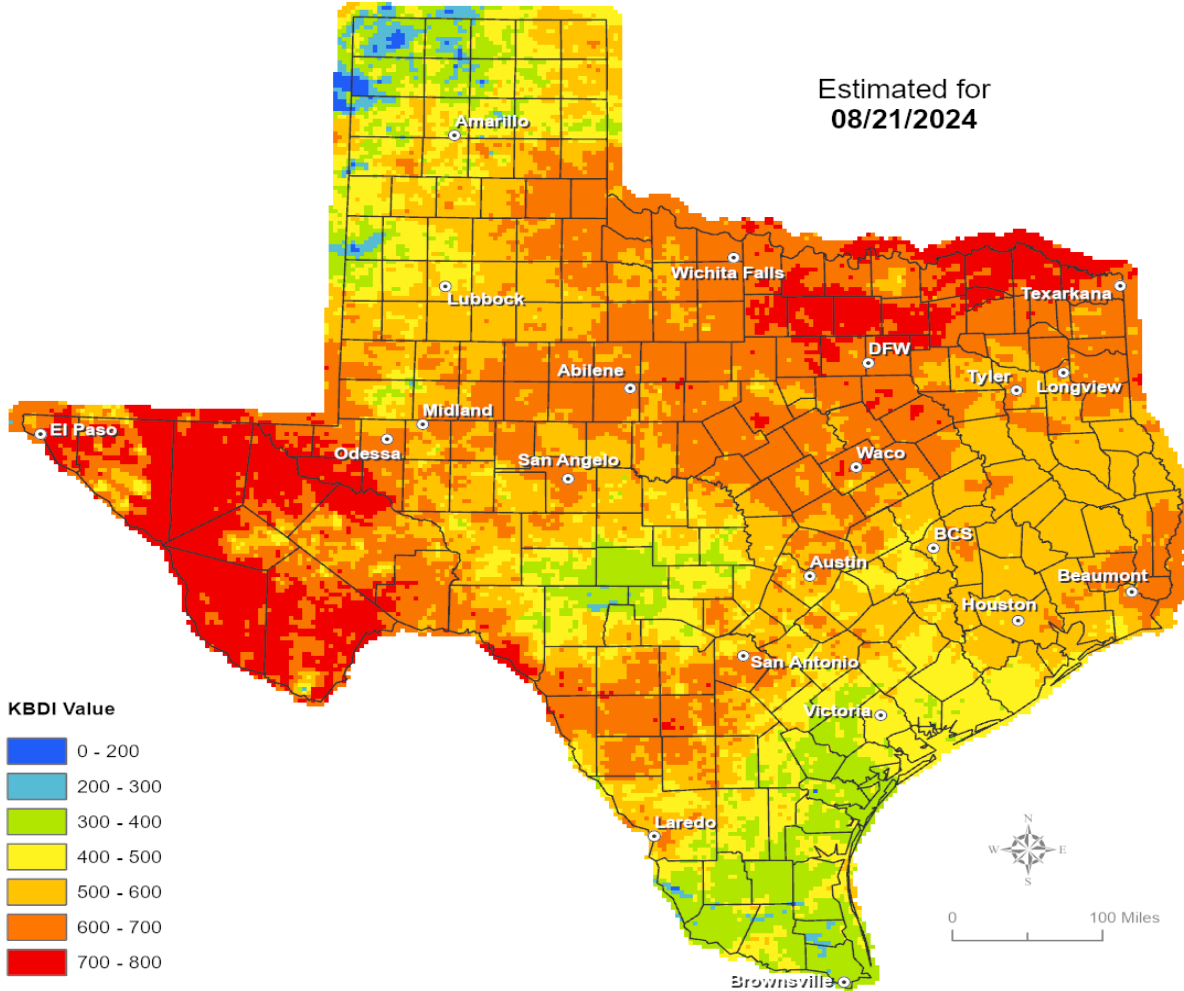 Estimated for
08/21/2024
Amarillo
Wichita Falls
Texarkana
Lubbock
DFW
Abilene
Tyler
Longview
Midland
El Paso
Odessa
San Angelo
Waco
BCS
Austin
Beaumont
Houston
San Antonio
Victoria
KBDI Value
0 - 200
200 - 300
300 - 400
400 - 500
500 - 600
600 - 700
700 - 800
Laredo
N
W
E
S
0
100 Miles
Brownsville